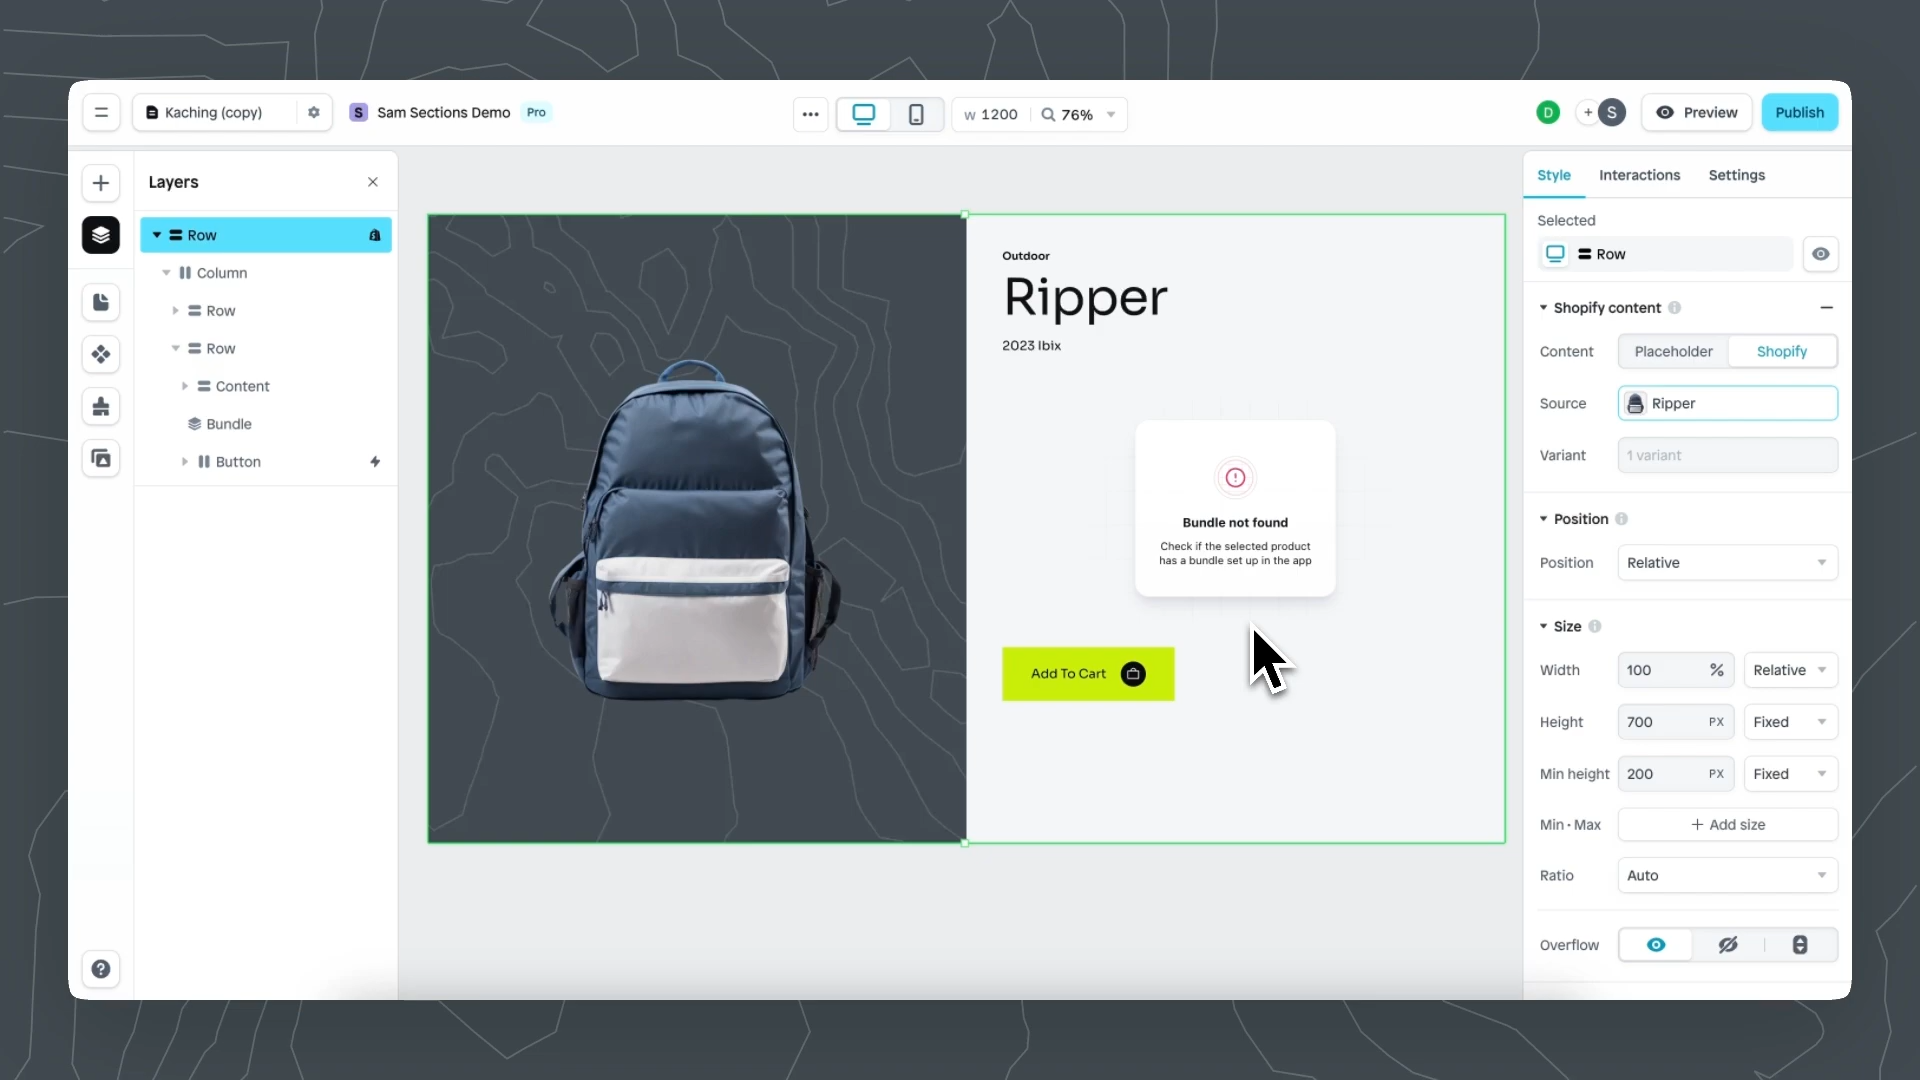 Kaching (copy)
S
Sam Sections Demo
Pro
W 1200
76%
D
+
S
Preview
Publish
Layers
Row
Column
Row
Row
Content
Bundle
Button
Outdoor
Ripper
2023 Ibix
Bundle not found
Check if the selected product
has a bundle set up in the app
Add To Cart
Style
Interactions
Settings
Selected
Row
Shopify content
Content
Placeholder
Shopify
Source
Ripper
Variant
1 variant
Position
Position
Relative
Size
Width
100
%
Relative
Height
700
PX
Fixed
Min height
200
PX
Fixed
Min · Max
+ Add size
Ratio
Auto
Overflow